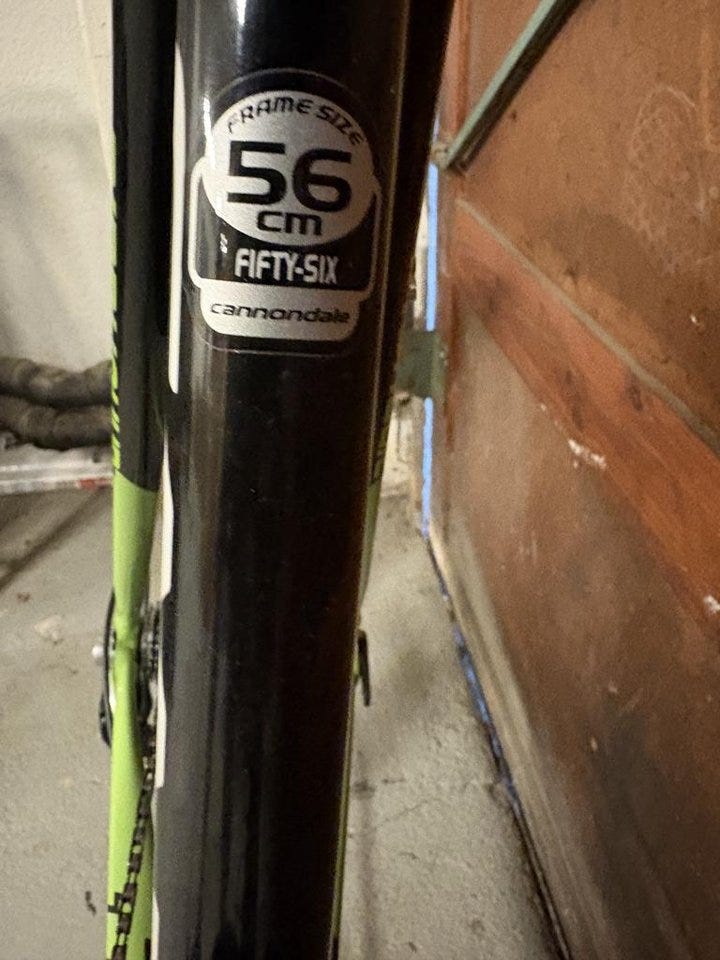 FRAME SIZE
56
cm
FIFTY-SIX
cannondale